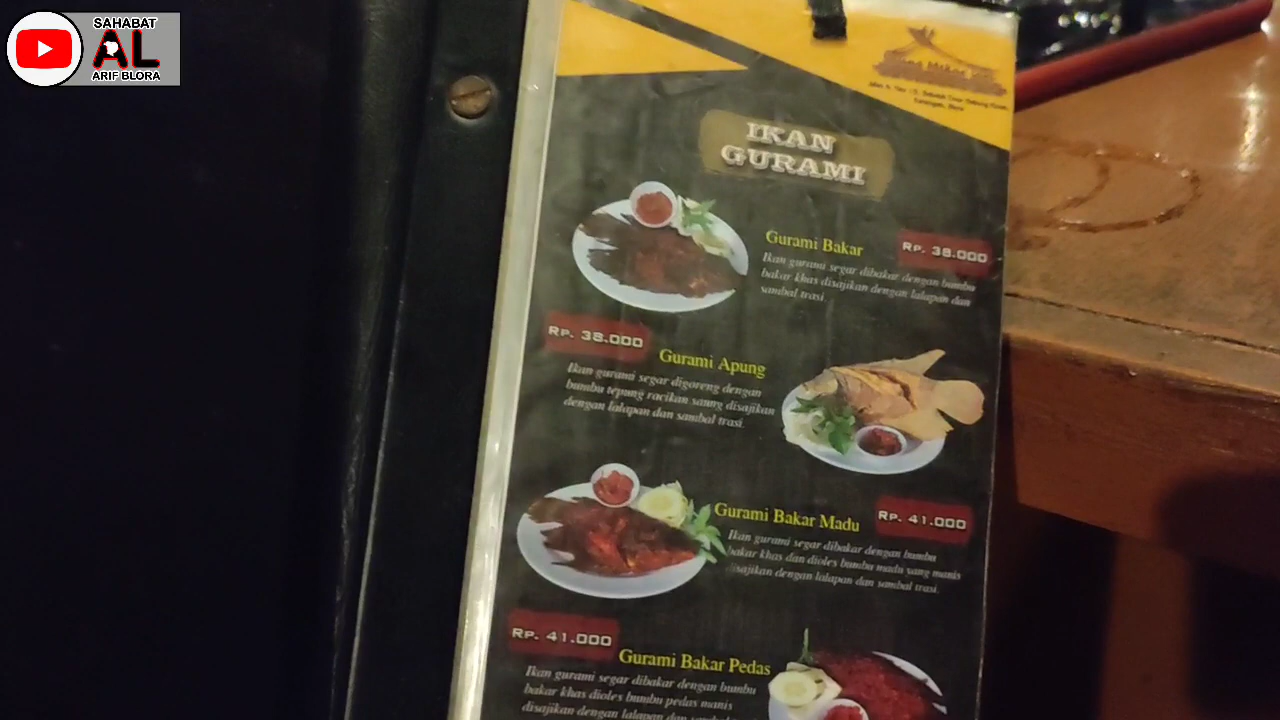 SAHABAT
AL
ARIF BLORA
IKAN
GURAMI
Gurami Bakar
Rp. 38.000
Ikan gurami segar dibakar dengan bumbu
bakar khas disajikan dengan lalapan dan
sambal trasi.
Rp. 38.000
Gurami Apung
Ikan gurami segar digoreng dengan
bumbu tepung racikan saung disajikan
dengan lalapan dan sambal trasi.
Gurami Bakar Madu
Rp. 41.000
Ikan gurami segar dibakar dengan bumbu
bakar khas dan dioles bumbu madu yang manis
disajikan dengan lalapan dan sambal trasi.
Rp. 41.000
Gurami Bakar Pedas
Ikan gurami segar dibakar dengan bumbu
bakar khas dioles bumbu pedas manis
disajikan dengan lalapan dan